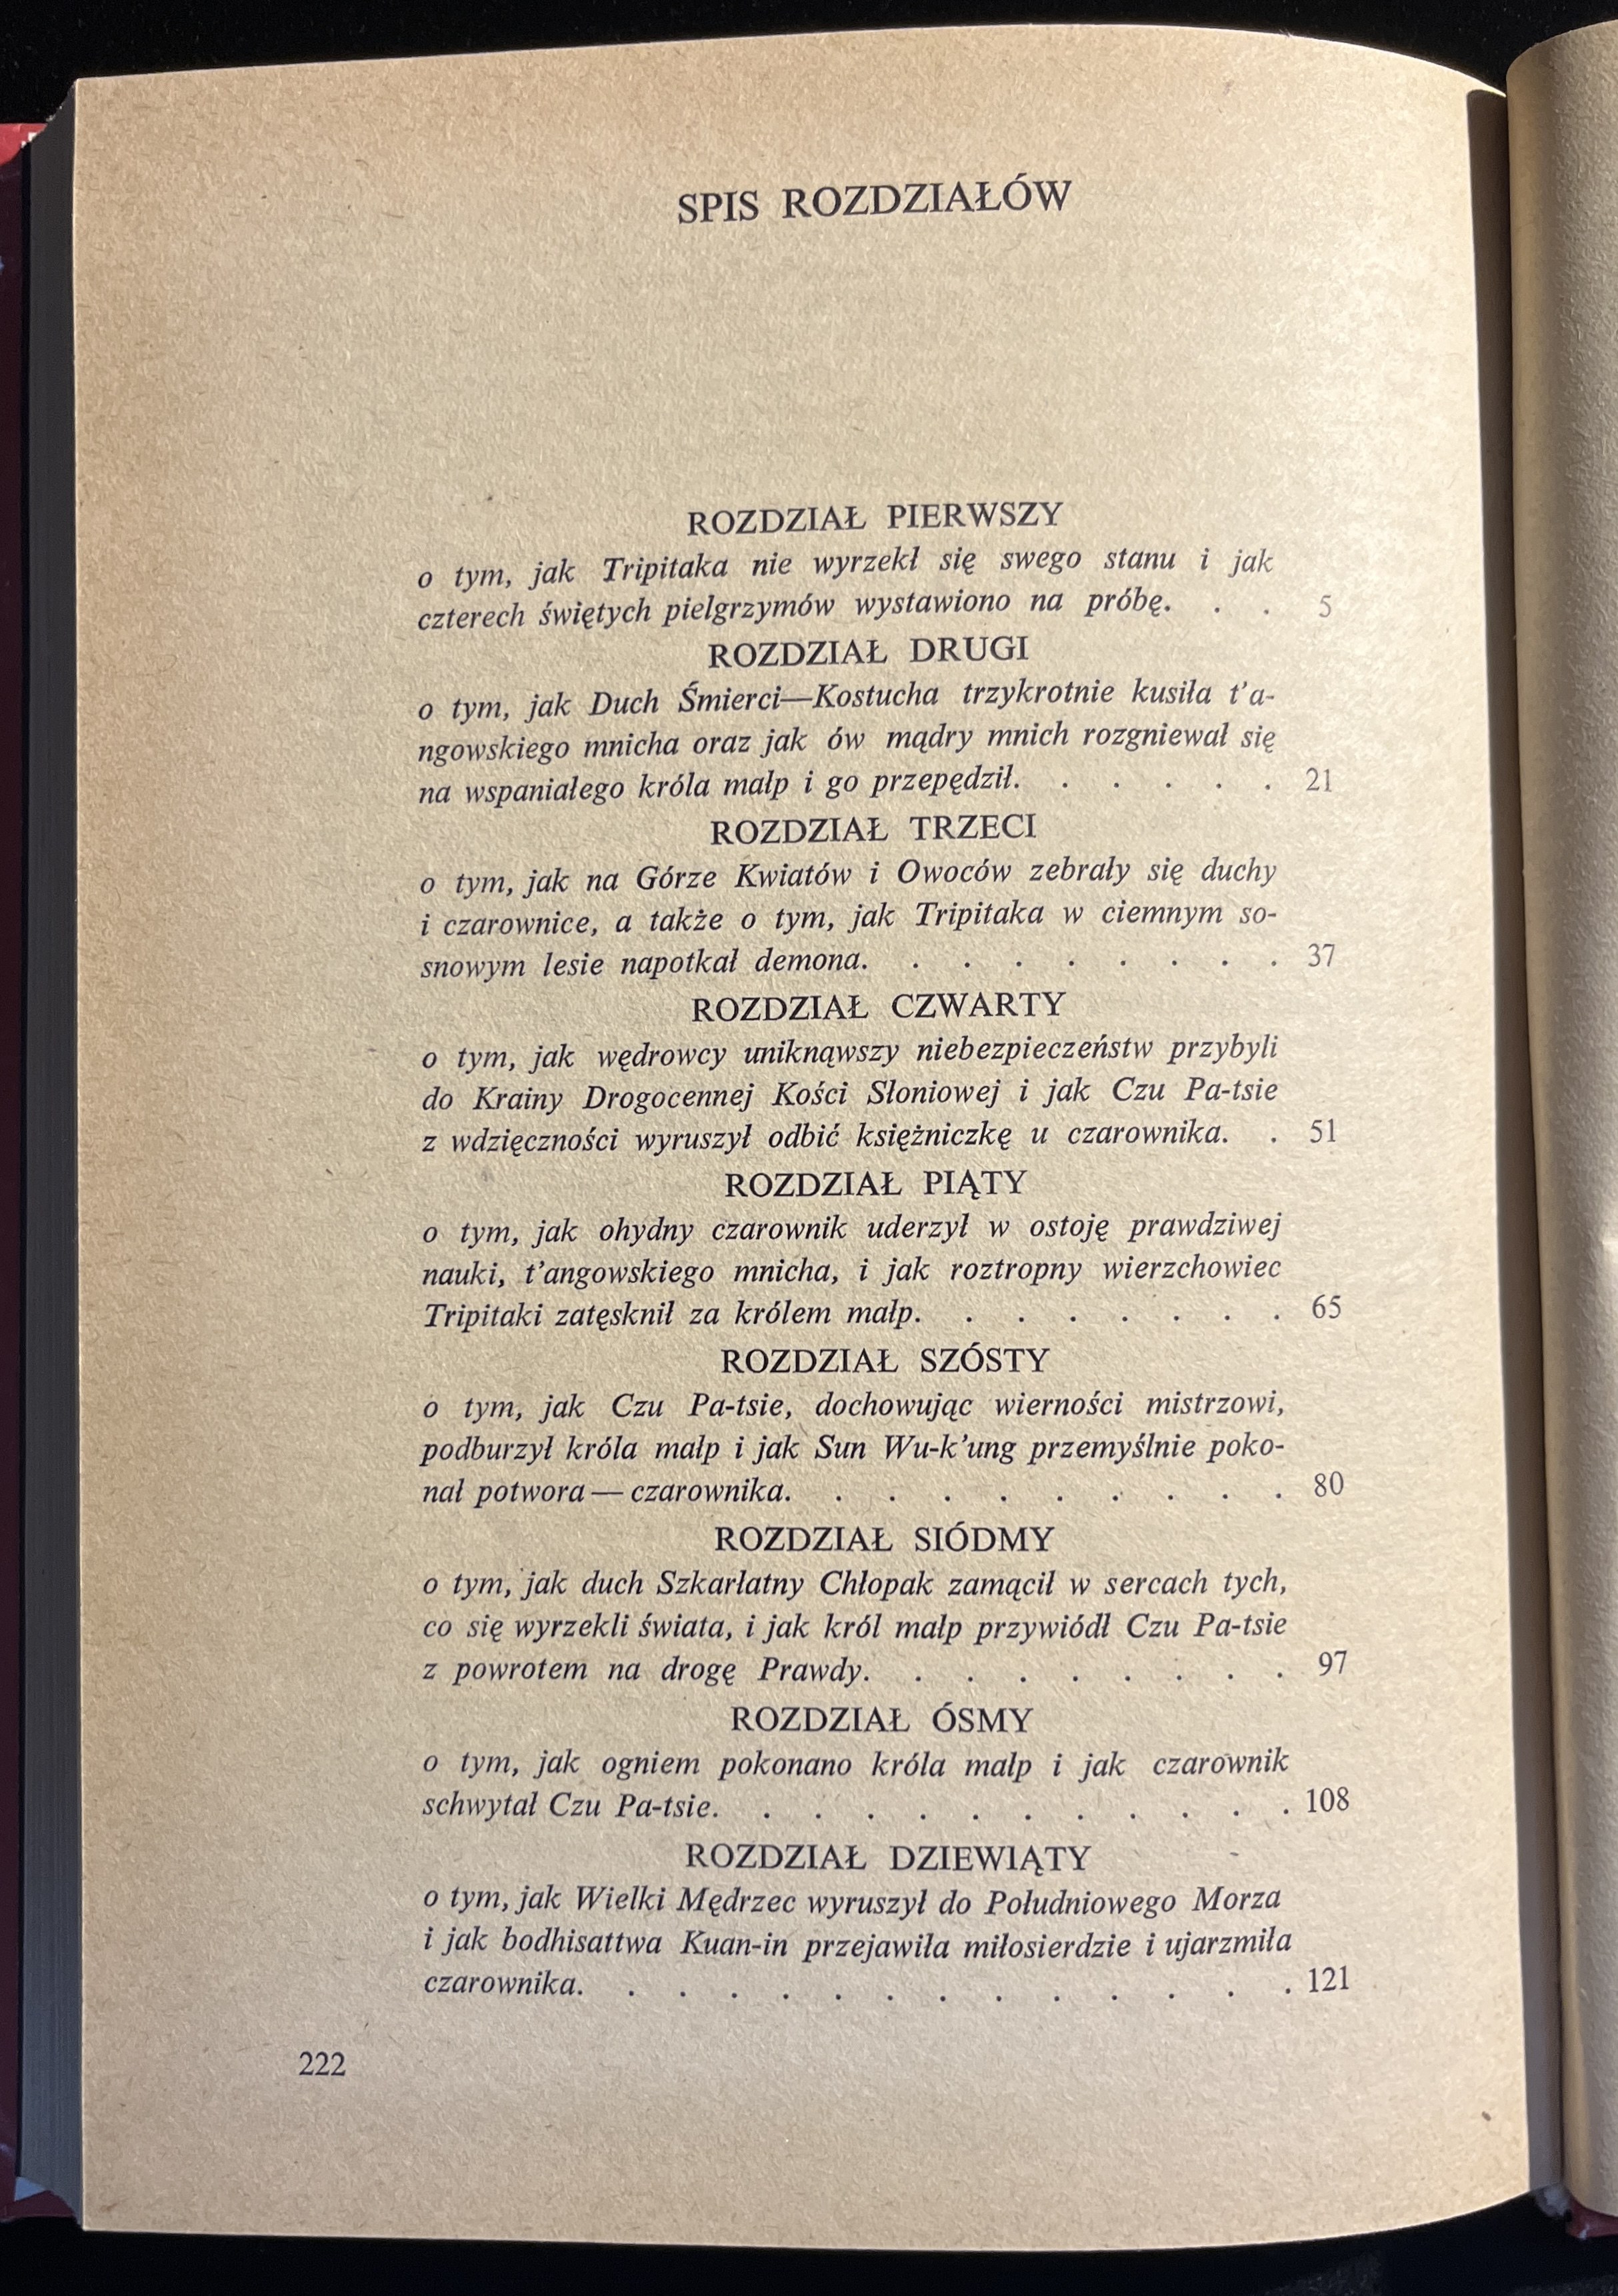 SPIS ROZDZIAŁÓW
ROZDZIAŁ PIERWSZY
o tym, jak Tripitaka nie wyrzekł się swego stanu i jak
czterech świętych pielgrzymów wystawiono na próbę. . . 5
ROZDZIAŁ DRUGI
o tym, jak Duch Śmierci—Kostucha trzykrotnie kusiła t'a-
ngowskiego mnicha oraz jak ów mądry mnich rozgniewał się
na wspaniałego króla małp i go przepędził. . . . . . 21
ROZDZIAŁ TRZECI
o tym, jak na Górze Kwiatów i Owoców zebrały się duchy
i czarownice, a także o tym, jak Tripitaka w ciemnym so-
snowym lesie napotkał demona. . . . . . . . . 37
ROZDZIAŁ CZWARTY
o tym, jak wędrowcy uniknąwszy niebezpieczeństw przybyli
do Krainy Drogocennej Kości Słoniowej i jak Czu Pa-tsie
z wdzięczności wyruszył odbić księżniczkę u czarownika. . 51
ROZDZIAŁ PIĄTY
o tym, jak ohydny czarownik uderzył w ostoję prawdziwej
nauki, t'angowskiego mnicha, i jak roztropny wierzchowiec
Tripitaki zatęsknił za królem małp. . . . . . . . 65
ROZDZIAŁ SZÓSTY
o tym, jak Czu Pa-tsie, dochowując wierności mistrzowi,
podburzył króla małp i jak Sun Wu-k'ung przemyślnie poko-
nał potwora — czarownika. . . . . . . . . . 80
ROZDZIAŁ SIÓDMY
o tym, jak duch Szkarłatny Chłopak zamącił w sercach tych,
co się wyrzekli świata, i jak król małp przywiódł Czu Pa-tsie
z powrotem na drogę Prawdy. . . . . . . . . 97
ROZDZIAŁ ÓSMY
o tym, jak ogniem pokonano króla małp i jak czarownik
schwytał Czu Pa-tsie. . . . . . . . . . . . 108
ROZDZIAŁ DZIEWIĄTY
o tym, jak Wielki Mędrzec wyruszył do Południowego Morza
i jak bodhisattwa Kuan-in przejawiła miłosierdzie i ujarzmiła
czarownika. . . . . . . . . . . . . . 121
222